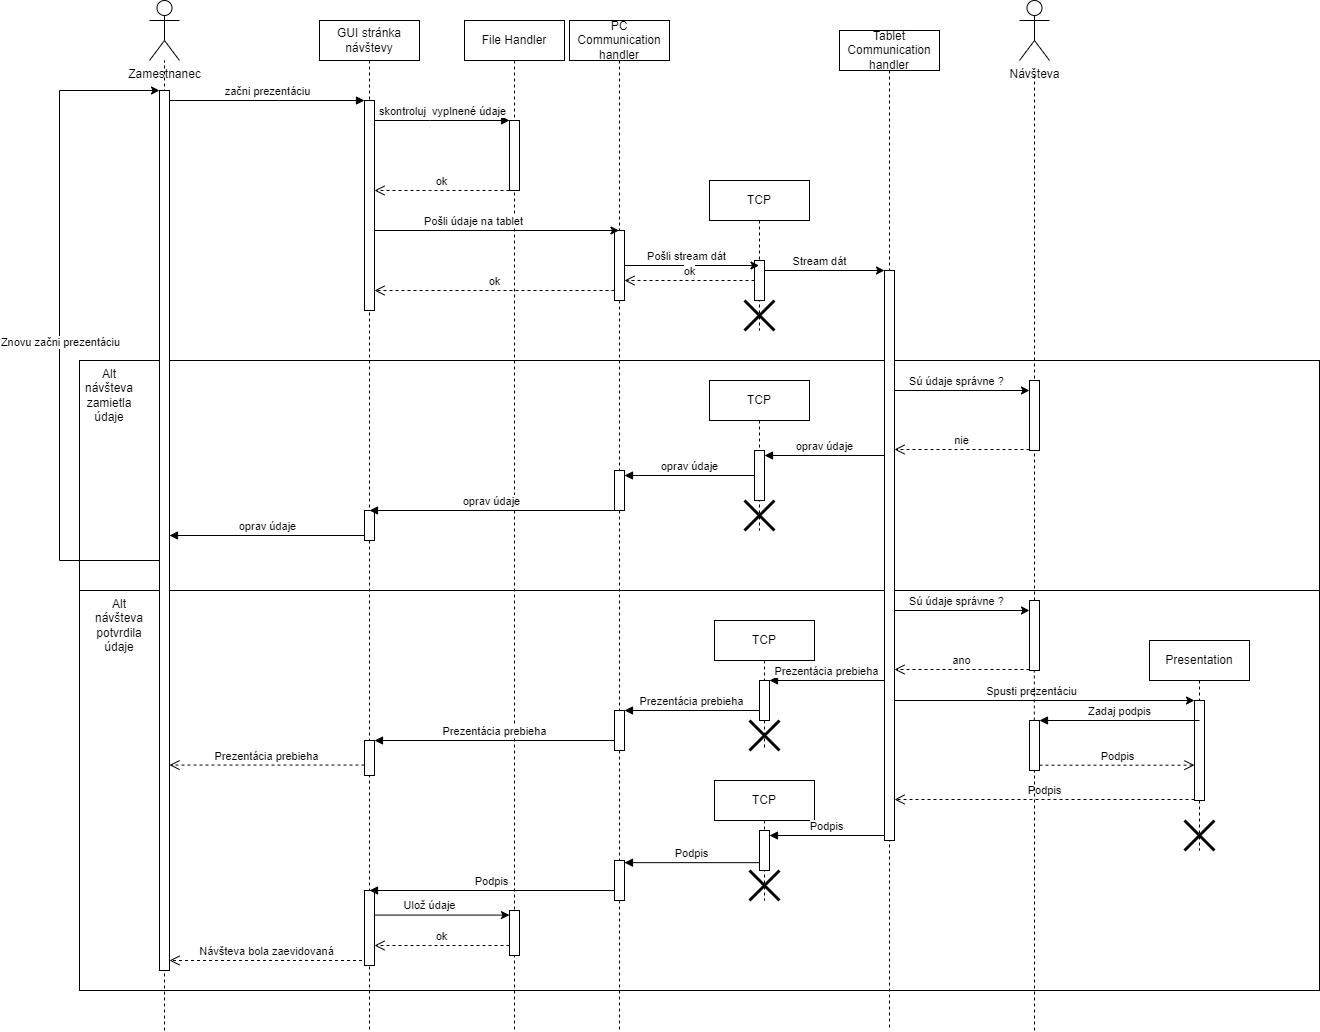 Zamestnanec
GUI stránka
návštevy
File Handler
PC
Communication
handler
Tablet
Communication
handler
Návšteva
začni prezentáciu
skontroluj vyplnené údaje
ok
TCP
Pošli údaje na tablet
Pošli stream dát
Stream dát
ok
ok
Znovu začni prezentáciu
Alt
návšteva
zamietla
údaje
Sú údaje správne ?
TCP
nie
oprav údaje
oprav údaje
oprav údaje
oprav údaje
Alt
návšteva
potvrdila
údaje
Sú údaje správne ?
TCP
ano
Presentation
Prezentácia prebieha
Spusti prezentáciu
Prezentácia prebieha
Zadaj podpis
Prezentácia prebieha
Prezentácia prebieha
Podpis
Podpis
TCP
Podpis
Podpis
Podpis
Ulož údaje
ok
Návšteva bola zaevidovaná